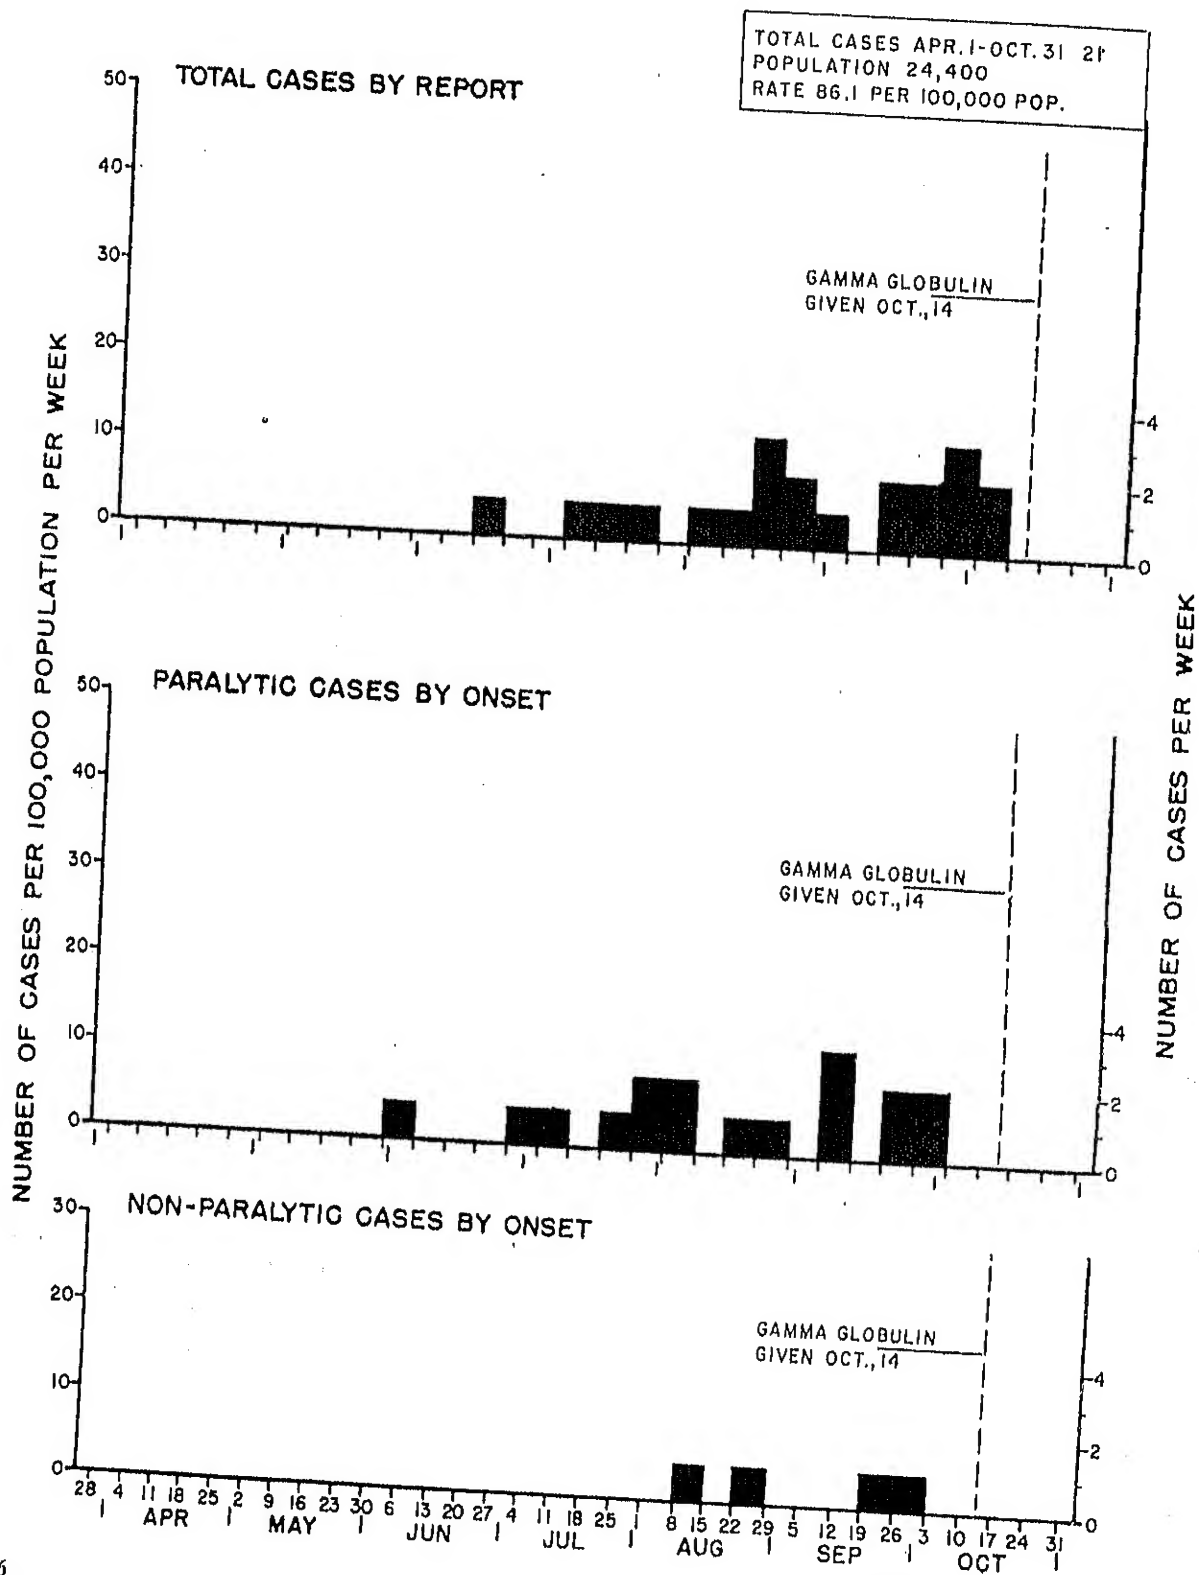 TOTAL CASES APR. 1-OCT. 31 21
POPULATION 24,400
RATE 86.1 PER 100,000 POP.
TOTAL CASES BY REPORT
50
40
30
20
10
0
GAMMA GLOBULIN
GIVEN OCT., 14
4
2
0
NUMBER OF CASES PER 100,000 POPULATION PER WEEK
NUMBER OF CASES PER WEEK
PARALYTIC CASES BY ONSET
50
40
30
20
10
0
GAMMA GLOBULIN
GIVEN OCT., 14
4
2
0
NON-PARALYTIC CASES BY ONSET
30
20
10
0
GAMMA GLOBULIN
GIVEN OCT., 14
4
2
0
28 4 11 18 25 2 9 16 23 30 6 13 20 27 4 11 18 25 1 8 15 22 29 5 12 19 26 3 10 17 24 31
APR MAY JUN JUL AUG SEP OCT